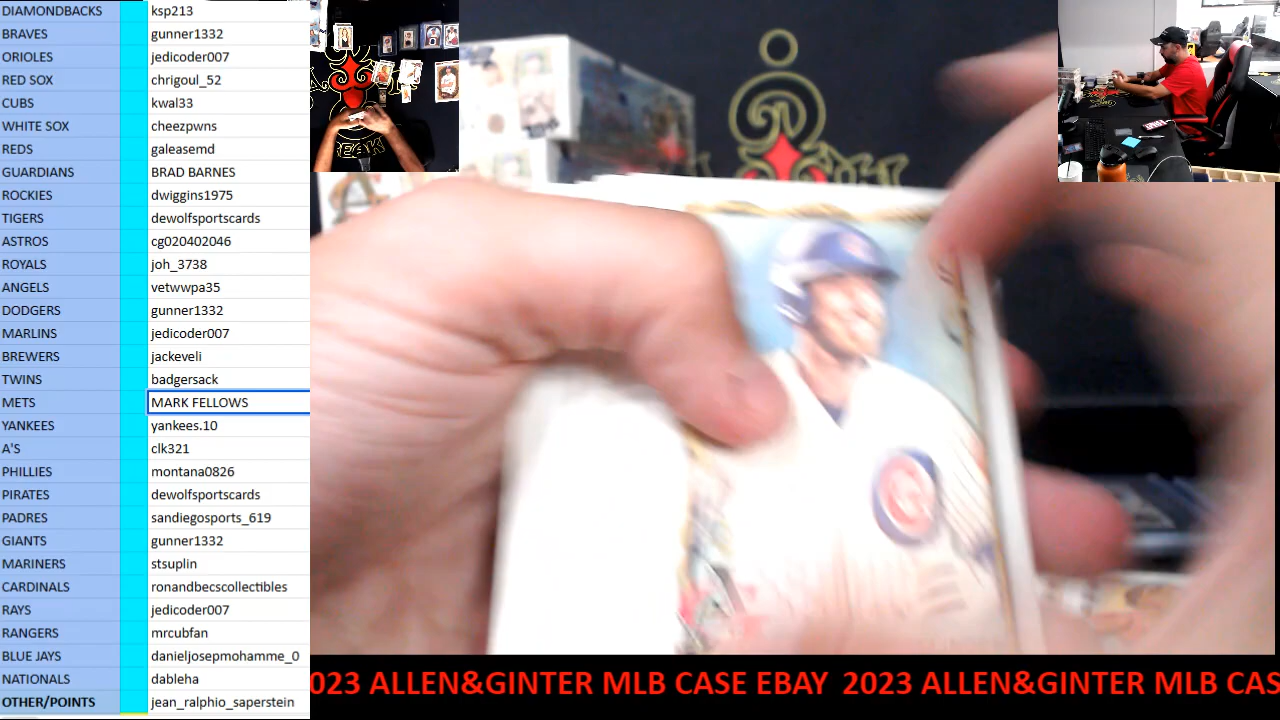 DIAMONDBACKS ksp213
BRAVES gunner1332
ORIOLES jedicoder007
RED SOX chrigoul_52
CUBS kwal33
WHITE SOX cheezpwns
REDS galeasemd
GUARDIANS BRAD BARNES
ROCKIES dwiggins1975
TIGERS dewolfsportscards
ASTROS cg020402046
ROYALS joh_3738
ANGELS vetwwpa35
DODGERS gunner1332
MARLINS jedicoder007
BREWERS jackeveli
TWINS badgersack
METS MARK FELLOWS
YANKEES yankees.10
A'S clk321
PHILLIES montana0826
PIRATES dewolfsportscards
PADRES sandiegosports_619
GIANTS gunner1332
MARINERS stsuplin
CARDINALS ronandbecscollectibles
RAYS jedicoder007
RANGERS mrcubfan
BLUE JAYS danieljosepmohamme_0
NATIONALS dableha
OTHER/POINTS jean_ralphio_saperstein
023 ALLEN&GINTER MLB CASE EBAY 2023 ALLEN&GINTER MLB CAS